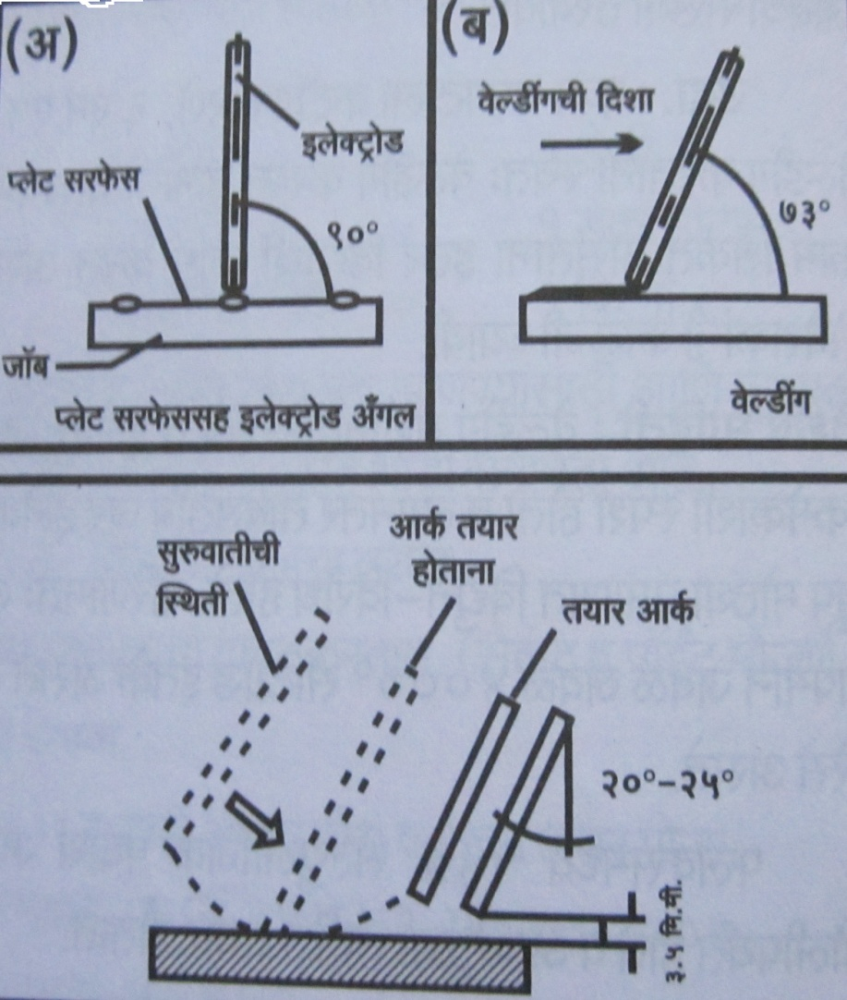 (अ)
इलेक्ट्रोड
प्लेट सरफेस
९०°
जॉब
प्लेट सरफेससह इलेक्ट्रोड अँगल
(ब)
वेल्डींगची दिशा
७३°
वेल्डींग
सुरुवातीची
स्थिती
आर्क तयार
होताना
तयार आर्क
२०°-२५°
३.५ मि.मी.